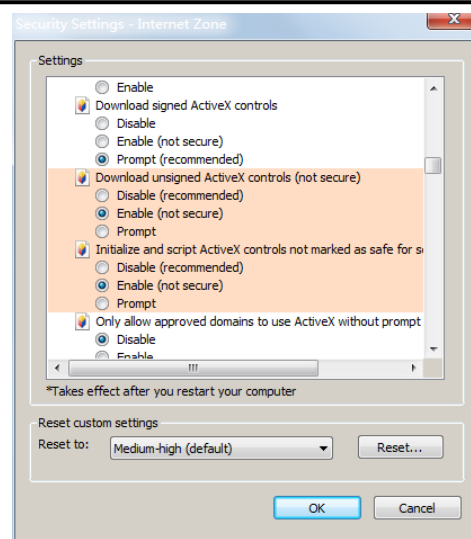 Security Settings - Internet Zone
Settings
Enable
Download signed ActiveX controls
Disable
Enable (not secure)
Prompt (recommended)
Download unsigned ActiveX controls (not secure)
Disable (recommended)
Enable (not secure)
Prompt
Initialize and script ActiveX controls not marked as safe for
Disable (recommended)
Enable (not secure)
Prompt
Only allow approved domains to use ActiveX without prompt
Disable
Enable
*Takes effect after you restart your computer
Reset custom settings
Reset to:
Medium-high (default)
Reset...
OK
Cancel